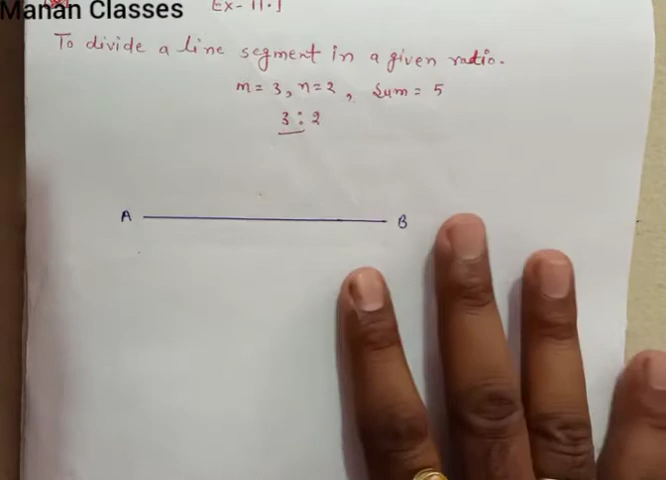 Manan Classes
Ex- 11.1
To divide a line segment in a given ratio.
m = 3, n = 2, Sum = 5
3 : 2
A B